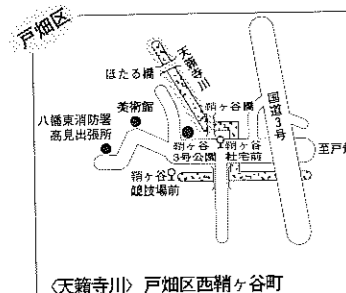 戸畑区
天籟寺川
ほたる橋
美術館
鞘ヶ谷橋
国道3号
八幡東消防署
高見出張所
鞘ヶ谷
3号公園
鞘ヶ谷
社宅前
至戸畑
鞘ヶ谷
競技場前
〈天籟寺川〉戸畑区西鞘ヶ谷町